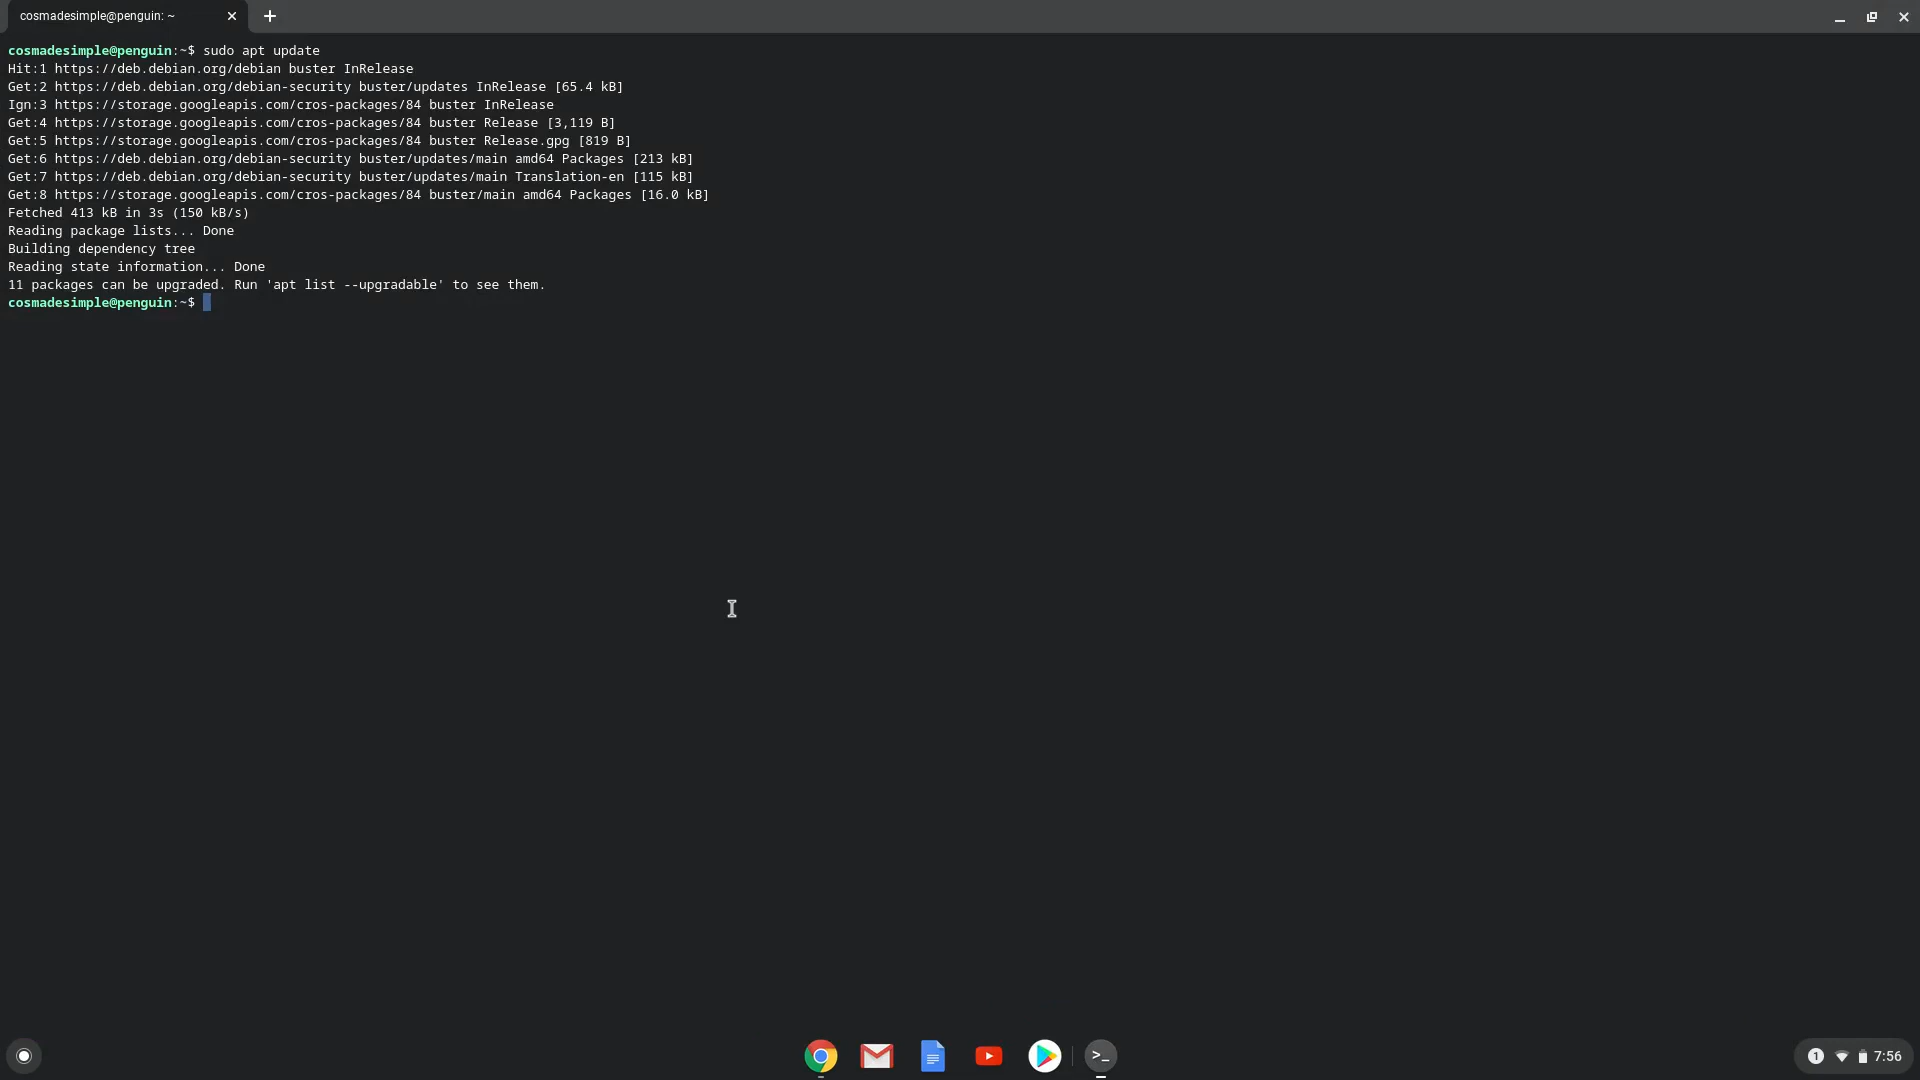 cosmadesimple@penguin: ~
cosmadesimple@penguin:~$ sudo apt update
Hit:1 https://deb.debian.org/debian buster InRelease
Get:2 https://deb.debian.org/debian-security buster/updates InRelease [65.4 kB]
Ign:3 https://storage.googleapis.com/cros-packages/84 buster InRelease
Get:4 https://storage.googleapis.com/cros-packages/84 buster Release [3,119 B]
Get:5 https://storage.googleapis.com/cros-packages/84 buster Release.gpg [819 B]
Get:6 https://deb.debian.org/debian-security buster/updates/main amd64 Packages [213 kB]
Get:7 https://deb.debian.org/debian-security buster/updates/main Translation-en [115 kB]
Get:8 https://storage.googleapis.com/cros-packages/84 buster/main amd64 Packages [16.0 kB]
Fetched 413 kB in 3s (150 kB/s)
Reading package lists... Done
Building dependency tree
Reading state information... Done
11 packages can be upgraded. Run 'apt list --upgradable' to see them.
cosmadesimple@penguin:~$
>_
1 7:56